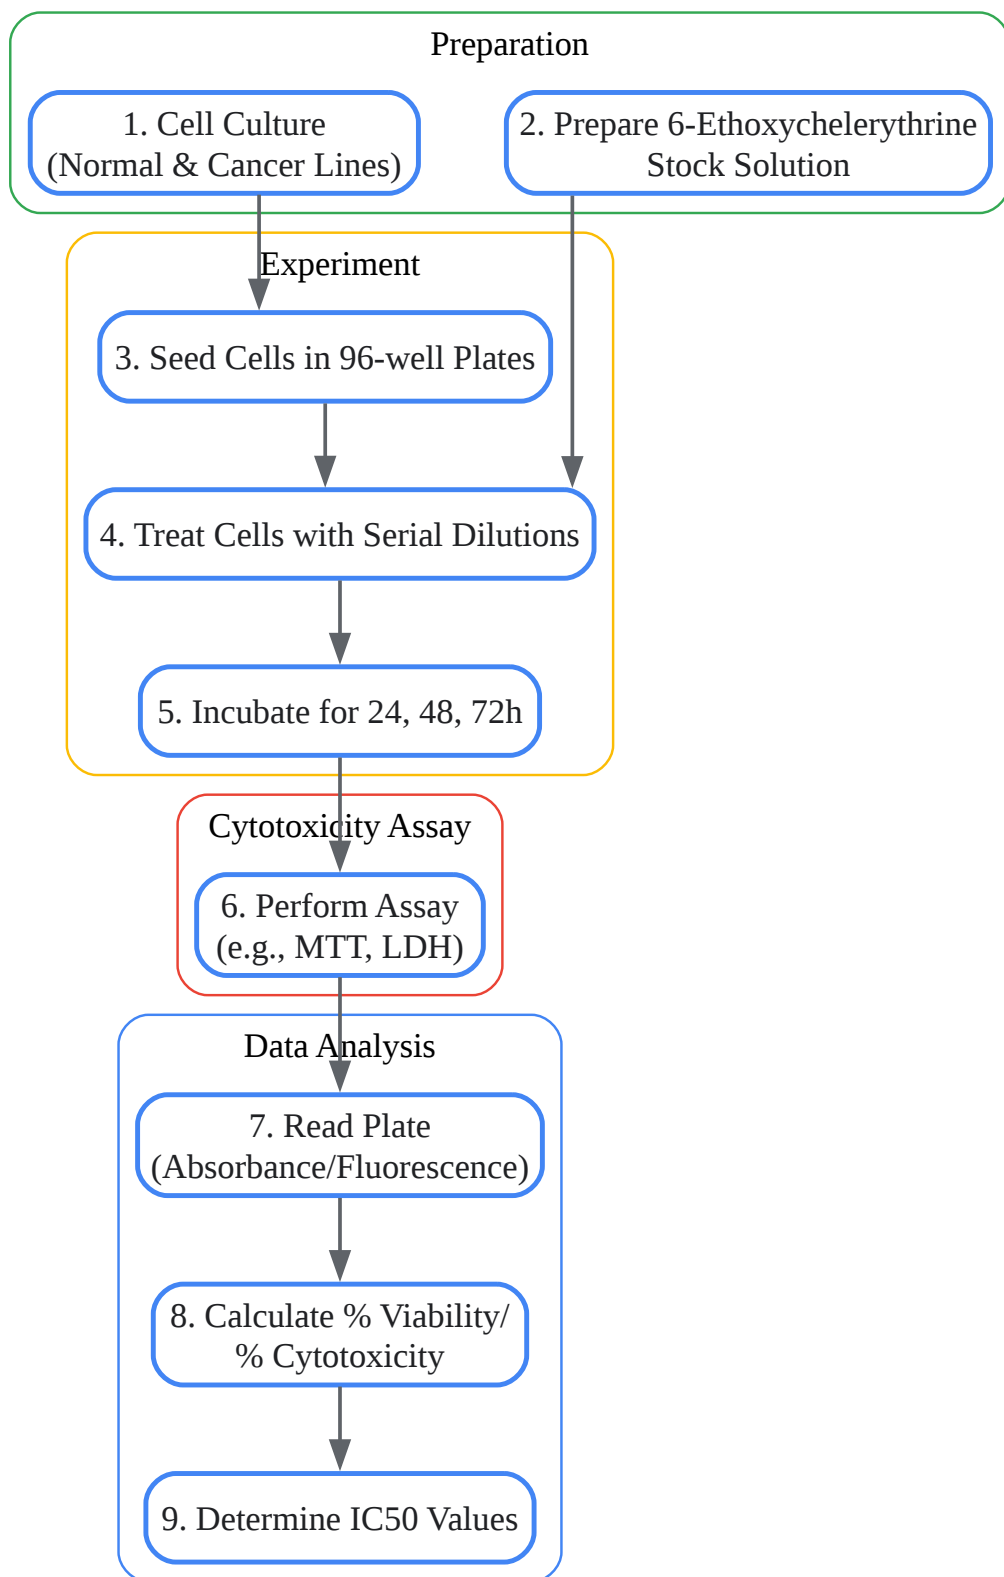 Preparation
1. Cell Culture
(Normal & Cancer Lines)
2. Prepare 6-Ethoxychelerythrine
Stock Solution
Experiment
3. Seed Cells in 96-well Plates
4. Treat Cells with Serial Dilutions
5. Incubate for 24, 48, 72h
Cytotoxicity Assay
6. Perform Assay
(e.g., MTT, LDH)
Data Analysis
7. Read Plate
(Absorbance/Fluorescence)
8. Calculate % Viability/
% Cytotoxicity
9. Determine IC50 Values